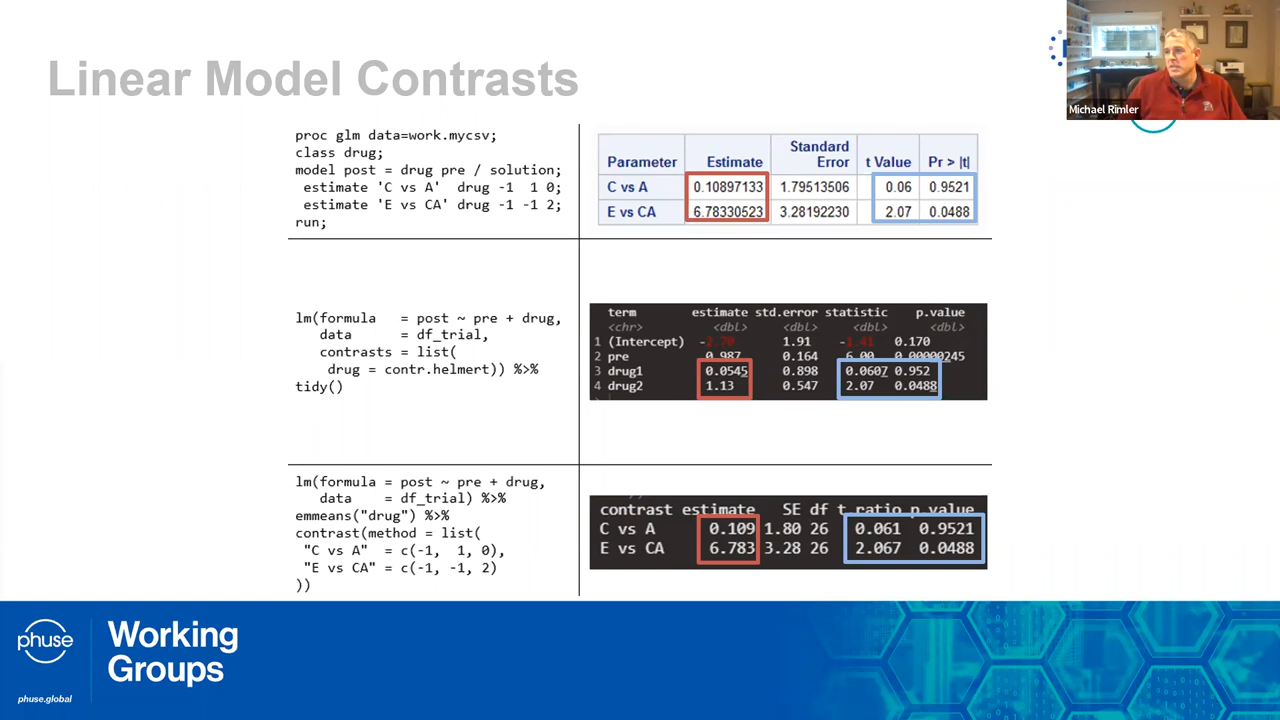 Linear Model Contrasts
Michael Rimler
proc glm data=work.mycsv;
class drug;
model post = drug pre / solution;
estimate 'C vs A' drug -1 1 0;
estimate 'E vs CA' drug -1 -1 2;
run;
Parameter Estimate Standard Error t Value Pr > |t|
C vs A 0.10897133 1.79513506 0.06 0.9521
E vs CA 6.78330523 3.28192230 2.07 0.0488
lm(formula = post ~ pre + drug,
data = df_trial,
contrasts = list(
drug = contr.helmert)) %>%
tidy()
term estimate std.error statistic p.value
<chr> <dbl> <dbl> <dbl> <dbl>
1 (Intercept) -2.70 1.91 -1.41 0.170
2 pre 0.987 0.164 6.00 0.00000245
3 drug1 0.0545 0.898 0.0607 0.952
4 drug2 1.13 0.547 2.07 0.0488
lm(formula = post ~ pre + drug,
data = df_trial) %>%
emmeans("drug") %>%
contrast(method = list(
"C vs A" = c(-1, 1, 0),
"E vs CA" = c(-1, -1, 2)
))
contrast estimate SE df t.ratio p.value
C vs A 0.109 1.80 26 0.061 0.9521
E vs CA 6.783 3.28 26 2.067 0.0488
phuse
Working
Groups
phuse.global